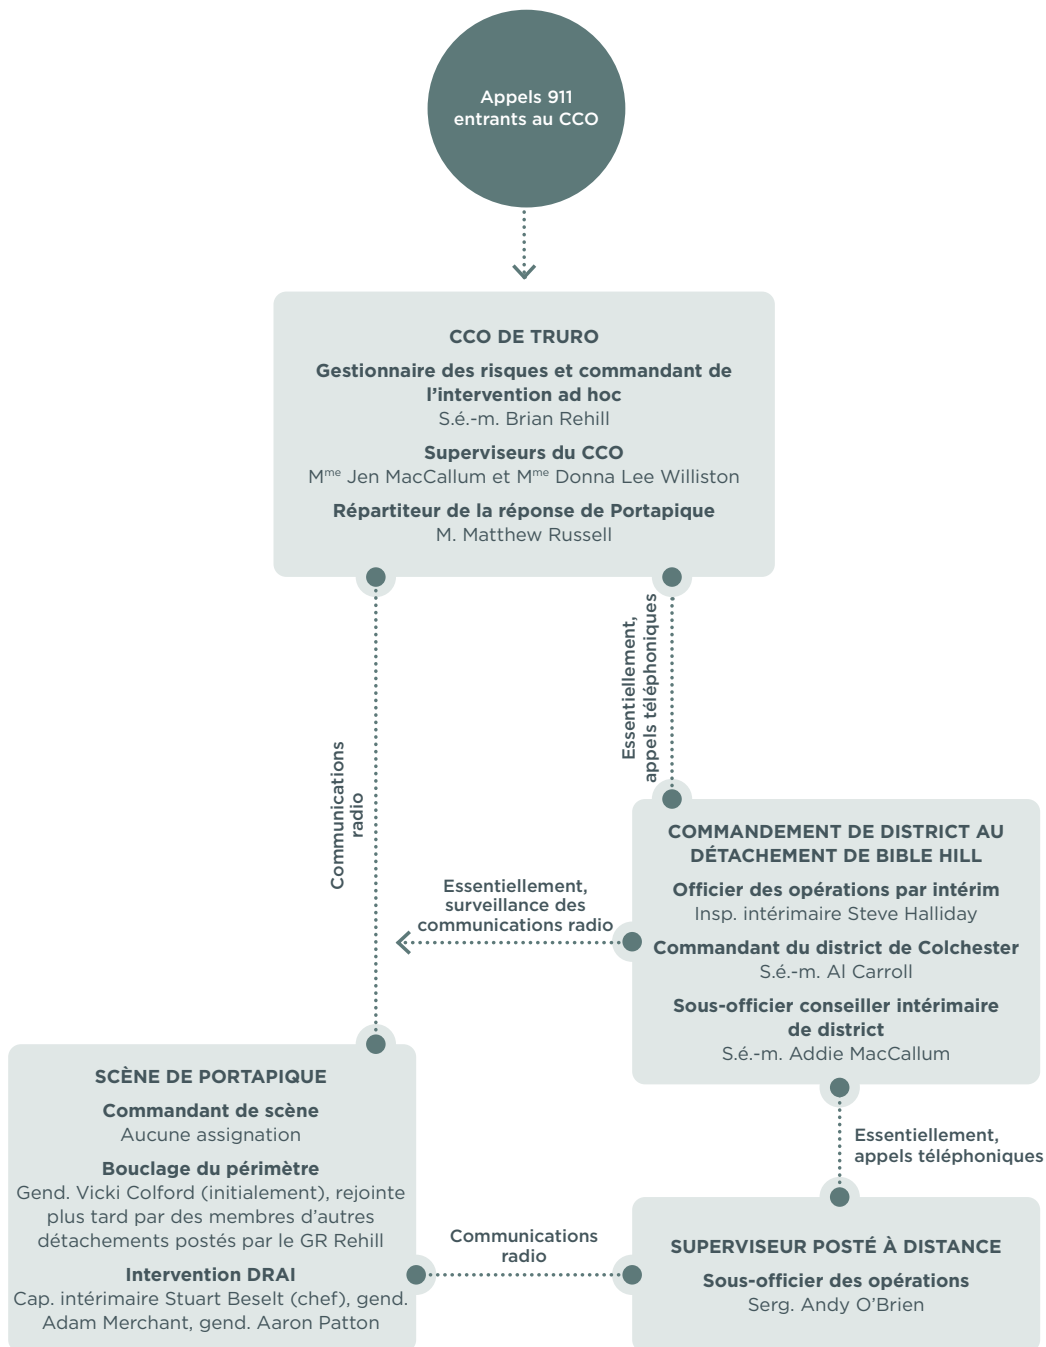 Appels 911
entrants au CCO
CCO DE TRURO
Gestionnaire des risques et commandant de
l'intervention ad hoc
S.é.-m. Brian Rehill
Superviseurs du CCO
Mme Jen MacCallum et Mme Donna Lee Williston
Répartiteur de la réponse de Portapique
M. Matthew Russell
Communications
radio
Essentiellement,
appels téléphoniques
COMMANDEMENT DE DISTRICT AU
DÉTACHEMENT DE BIBLE HILL
Officier des opérations par intérim
Insp. intérimaire Steve Halliday
Commandant du district de Colchester
S.é.-m. Al Carroll
Sous-officier conseiller intérimaire
de district
S.é.-m. Addie MacCallum
Essentiellement,
surveillance des
communications radio
SCÈNE DE PORTAPIQUE
Commandant de scène
Aucune assignation
Bouclage du périmètre
Gend. Vicki Colford (initialement), rejointe
plus tard par des membres d'autres
détachements postés par le GR Rehill
Intervention DRAI
Cap. intérimaire Stuart Beselt (chef), gend.
Adam Merchant, gend. Aaron Patton
Communications
radio
Essentiellement,
appels téléphoniques
SUPERVISEUR POSTÉ À DISTANCE
Sous-officier des opérations
Serg. Andy O'Brien